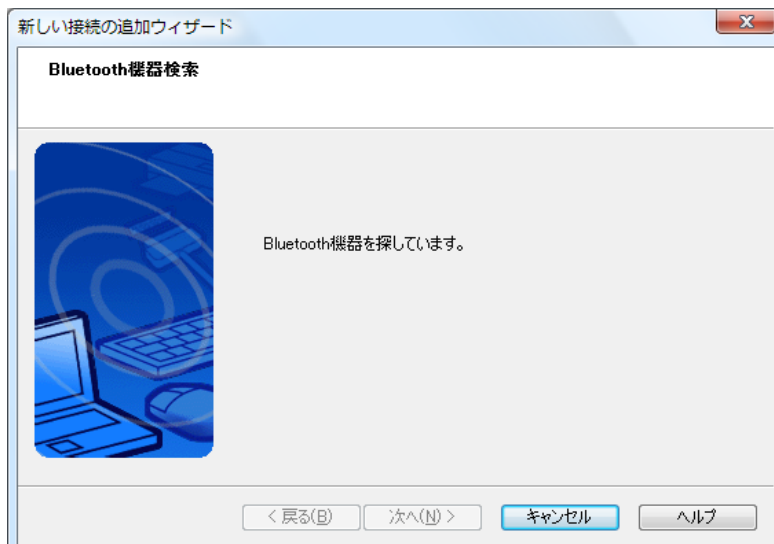 新しい接続の追加ウィザード
Bluetooth機器検索
Bluetooth機器を探しています。
< 戻る(B)
次へ(N) >
キャンセル
ヘルプ